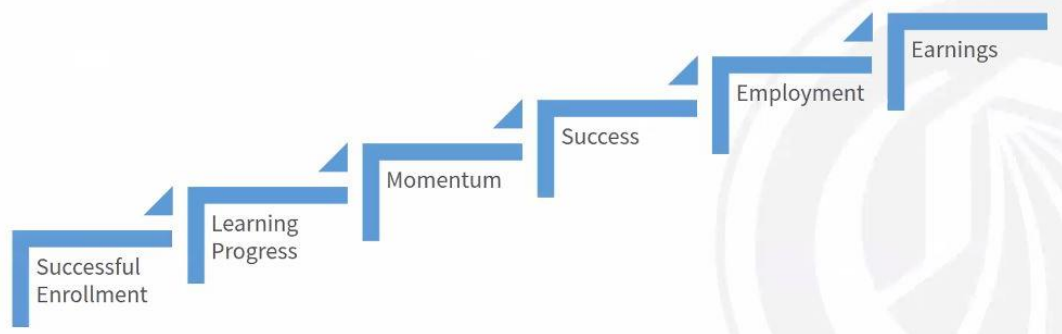 Successful
Enrollment
Learning
Progress
Momentum
Success
Employment
Earnings